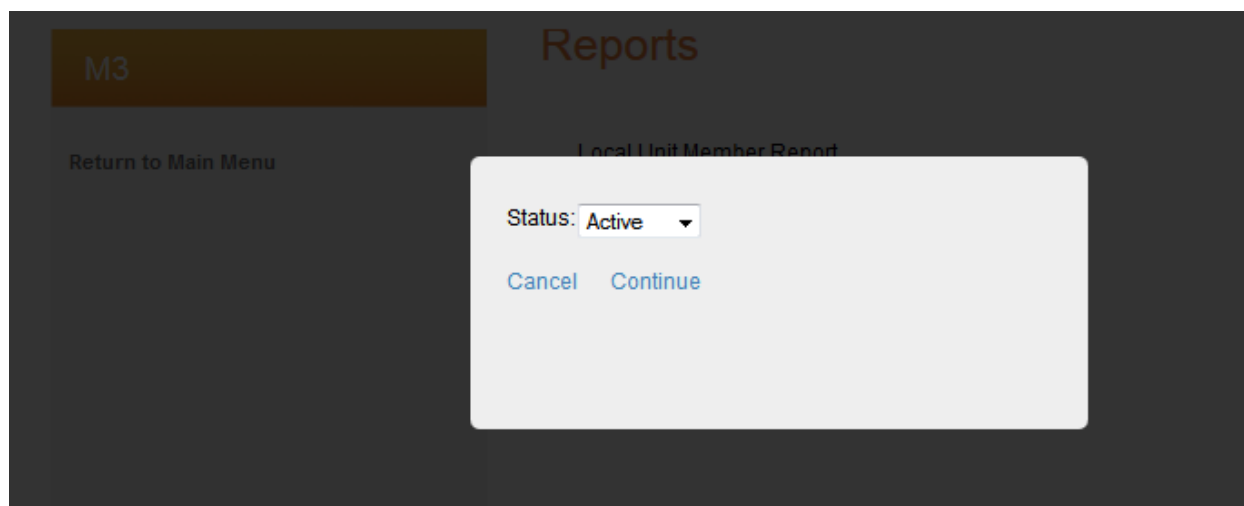 M3
Reports
Return to Main Menu
Local Unit Member Report
Status: Active
Cancel Continue